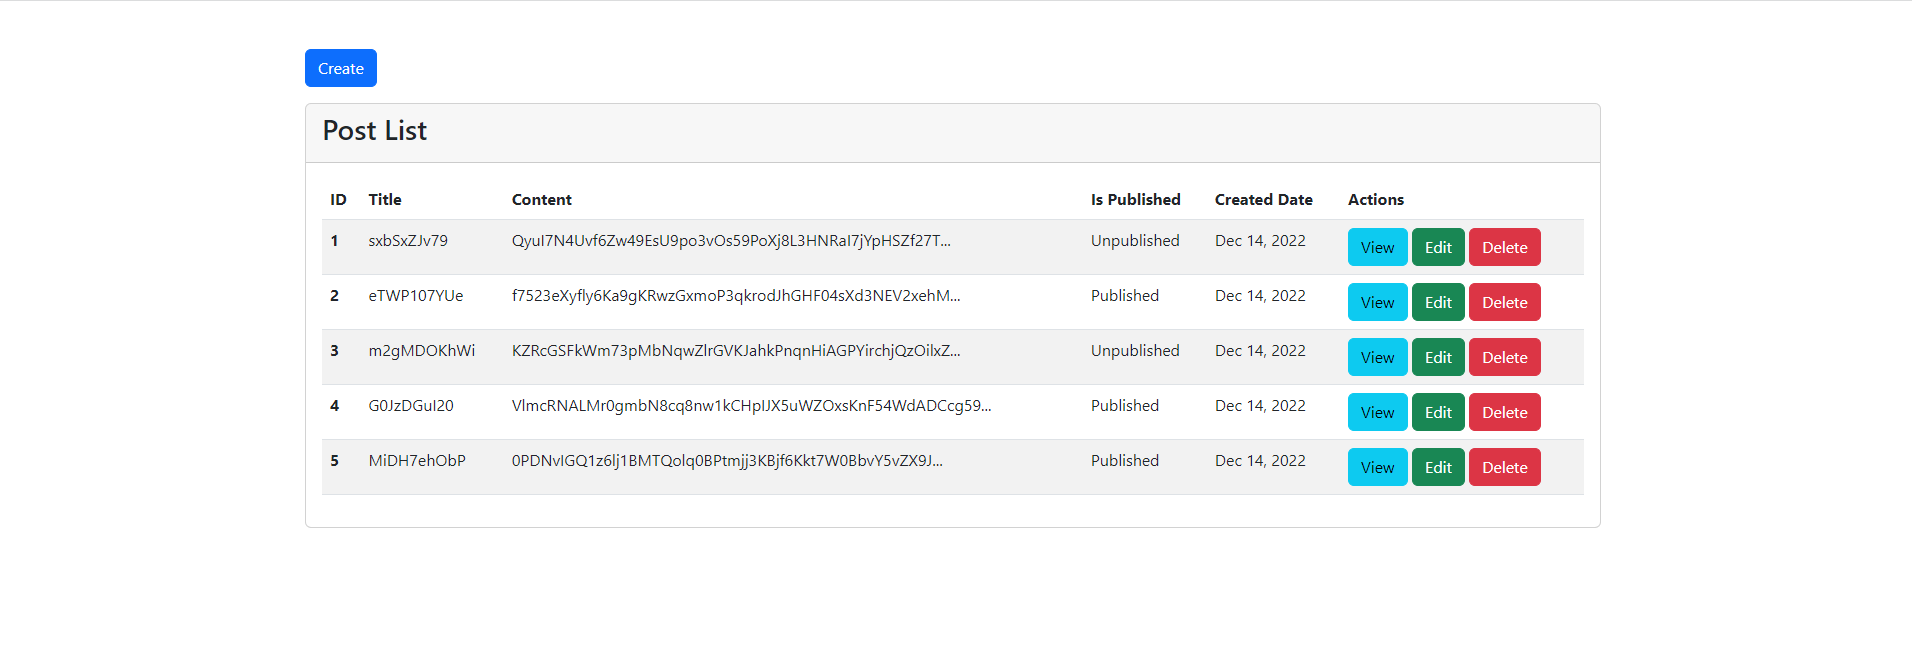 Create
Post List
ID Title Content Is Published Created Date Actions
1 sxbSxZJv79 QyuI7N4Uvf6Zw49EsU9po3vOs59PoXj8L3HNRaI7jYpHSZf27T... Unpublished Dec 14, 2022 View Edit Delete
2 eTWP107YUe f7523eXyfly6Ka9gKRwzGxmoP3qkrodJhGHF04sXd3NEV2xehM... Published Dec 14, 2022 View Edit Delete
3 m2gMDOKhWi KZRcGSFkWm73pMbNqwZlrGVKJahkPnqnHiAGPYirchjQzOilxZ... Unpublished Dec 14, 2022 View Edit Delete
4 G0JzDGuI20 VlmcRNALMr0gmbN8cq8nw1kCHpIJX5uWZOxsKnF54WdADCcg59... Published Dec 14, 2022 View Edit Delete
5 MiDH7ehObP 0PDNvIGQ1z6lj1BMTQolq0BPtmjj3KBjf6Kkt7W0BbvY5vZX9J... Published Dec 14, 2022 View Edit Delete